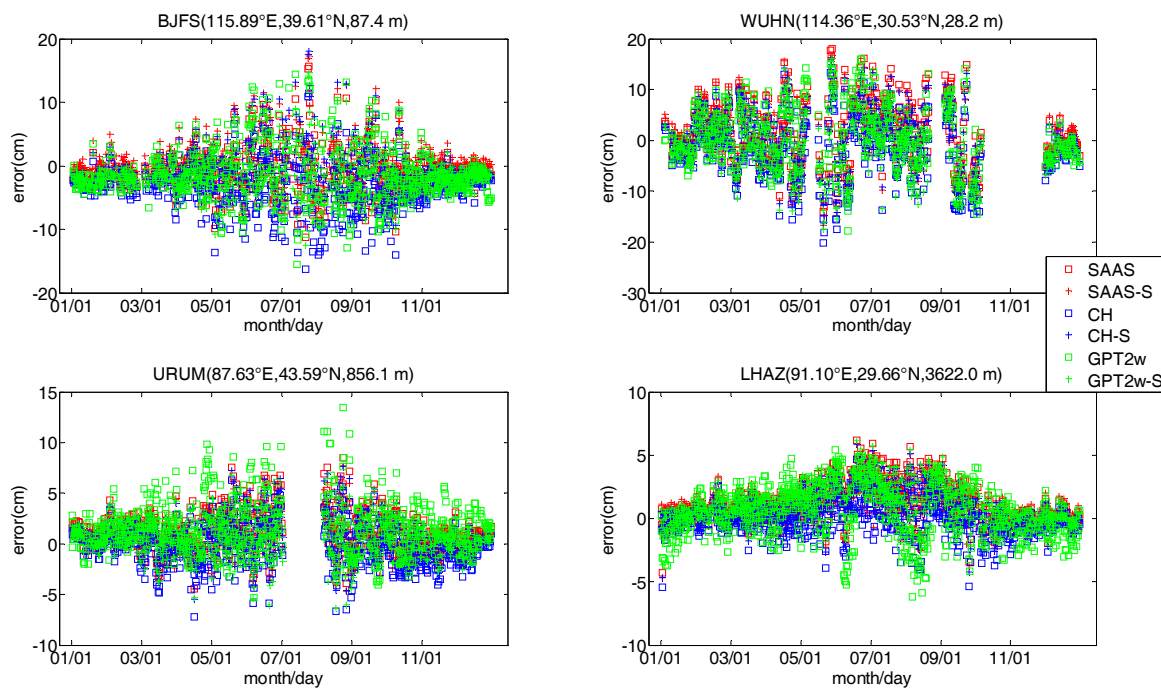 BJFS(115.89°E,39.61°N,87.4 m)
20
10
0
-10
-20
error(cm)
01/01 03/01 05/01 07/01 09/01 11/01
month/day
WUHN(114.36°E,30.53°N,28.2 m)
20
10
0
-10
-20
-30
error(cm)
01/01 03/01 05/01 07/01 09/01 11/01
month/day
SAAS
SAAS-S
CH
CH-S
GPT2w
GPT2w-S
URUM(87.63°E,43.59°N,856.1 m)
15
10
5
0
-5
-10
error(cm)
01/01 03/01 05/01 07/01 09/01 11/01
month/day
LHAZ(91.10°E,29.66°N,3622.0 m)
10
5
0
-5
-10
error(cm)
01/01 03/01 05/01 07/01 09/01 11/01
month/day